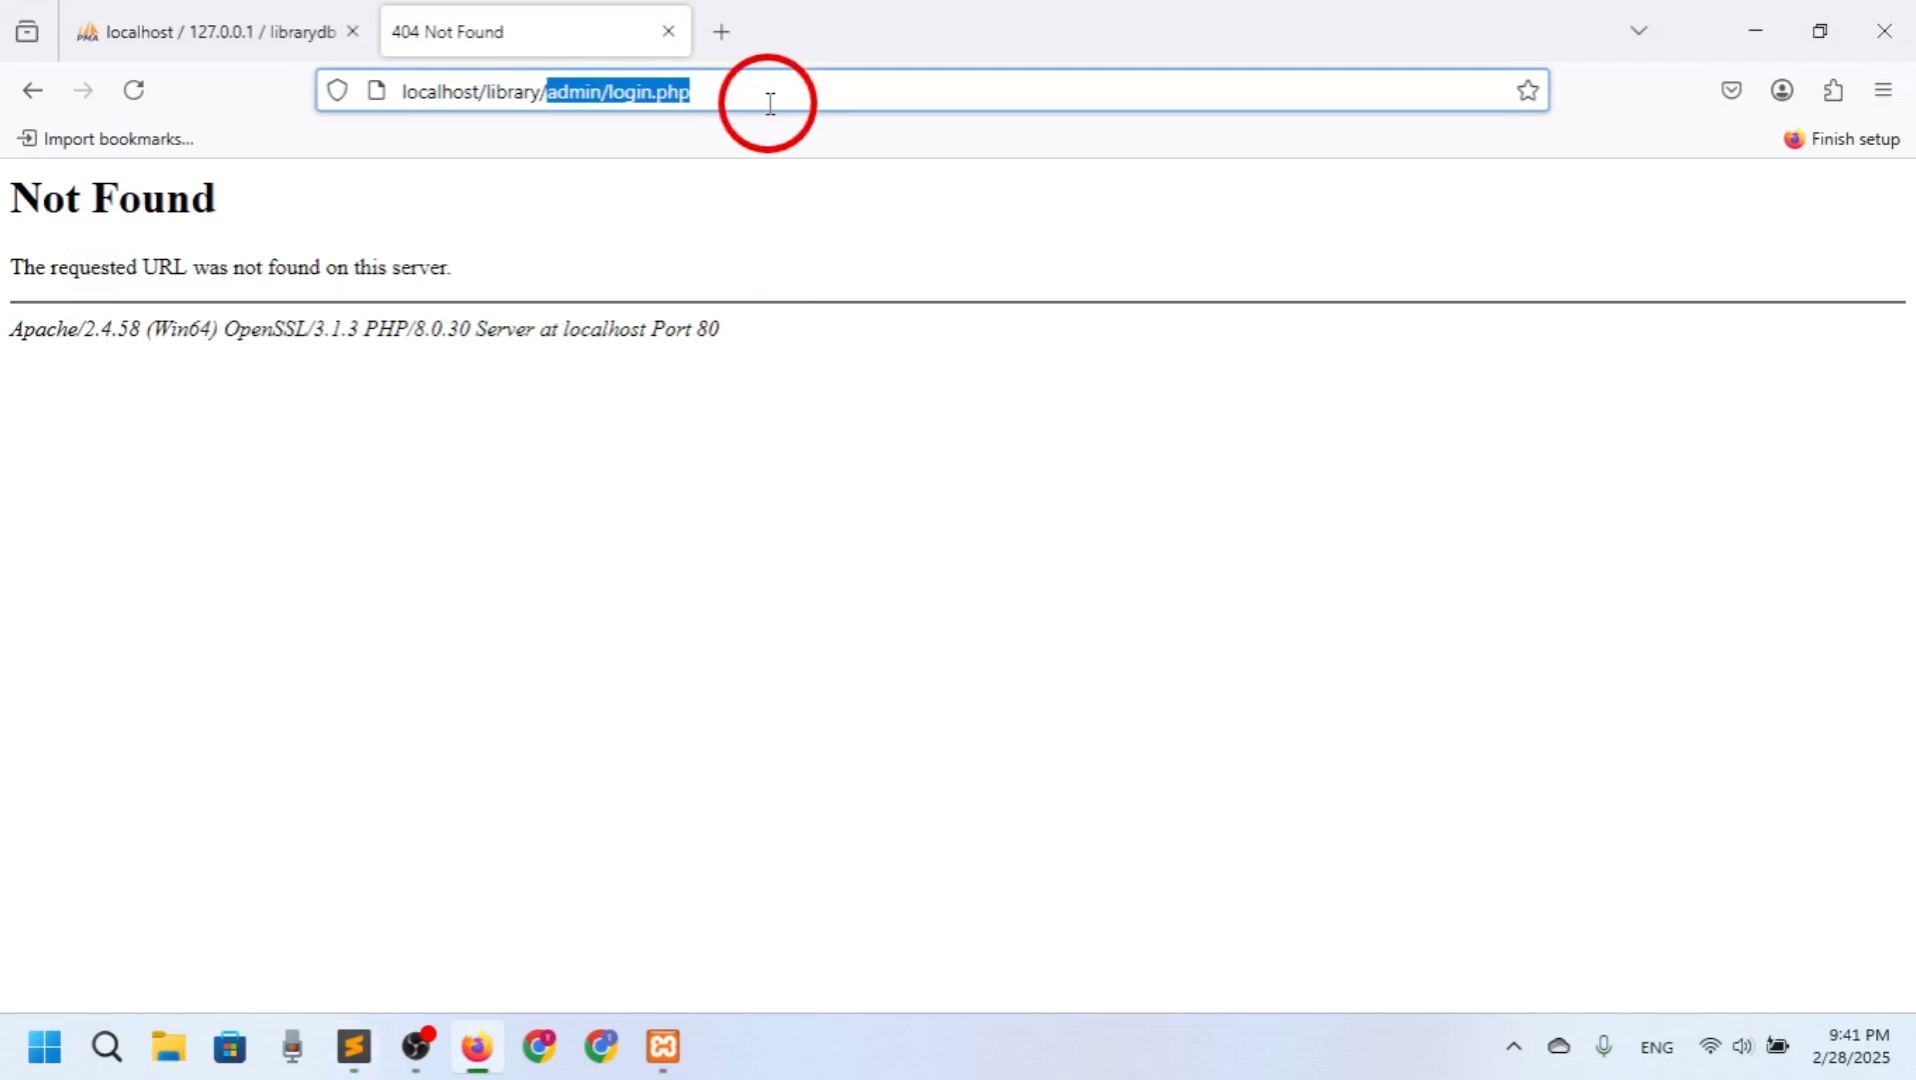 localhost / 127.0.0.1 / librarydb
404 Not Found
localhost/library/admin/login.php
Import bookmarks...
Finish setup
Not Found
The requested URL was not found on this server.
Apache/2.4.58 (Win64) OpenSSL/3.1.3 PHP/8.0.30 Server at localhost Port 80
ENG
9:41 PM
2/28/2025